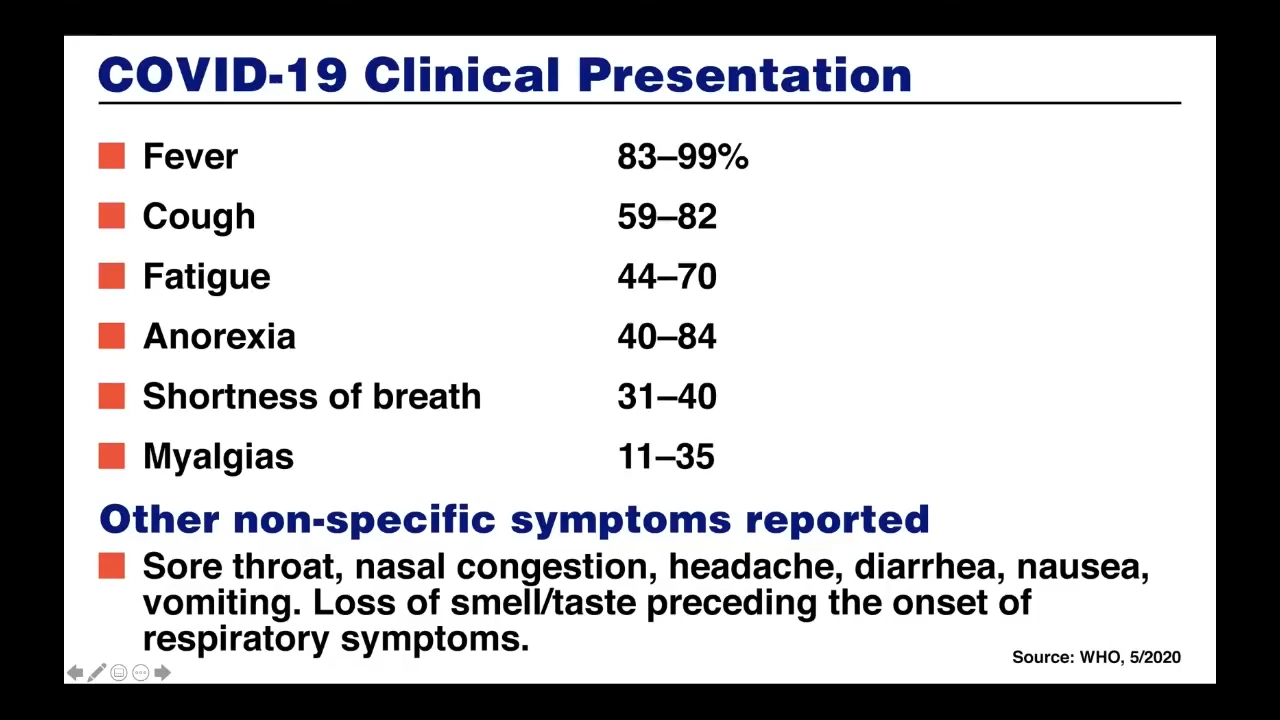 COVID-19 Clinical Presentation
Fever 83–99%
Cough 59–82
Fatigue 44–70
Anorexia 40–84
Shortness of breath 31–40
Myalgias 11–35
Other non-specific symptoms reported
Sore throat, nasal congestion, headache, diarrhea, nausea,
vomiting. Loss of smell/taste preceding the onset of
respiratory symptoms.
Source: WHO, 5/2020